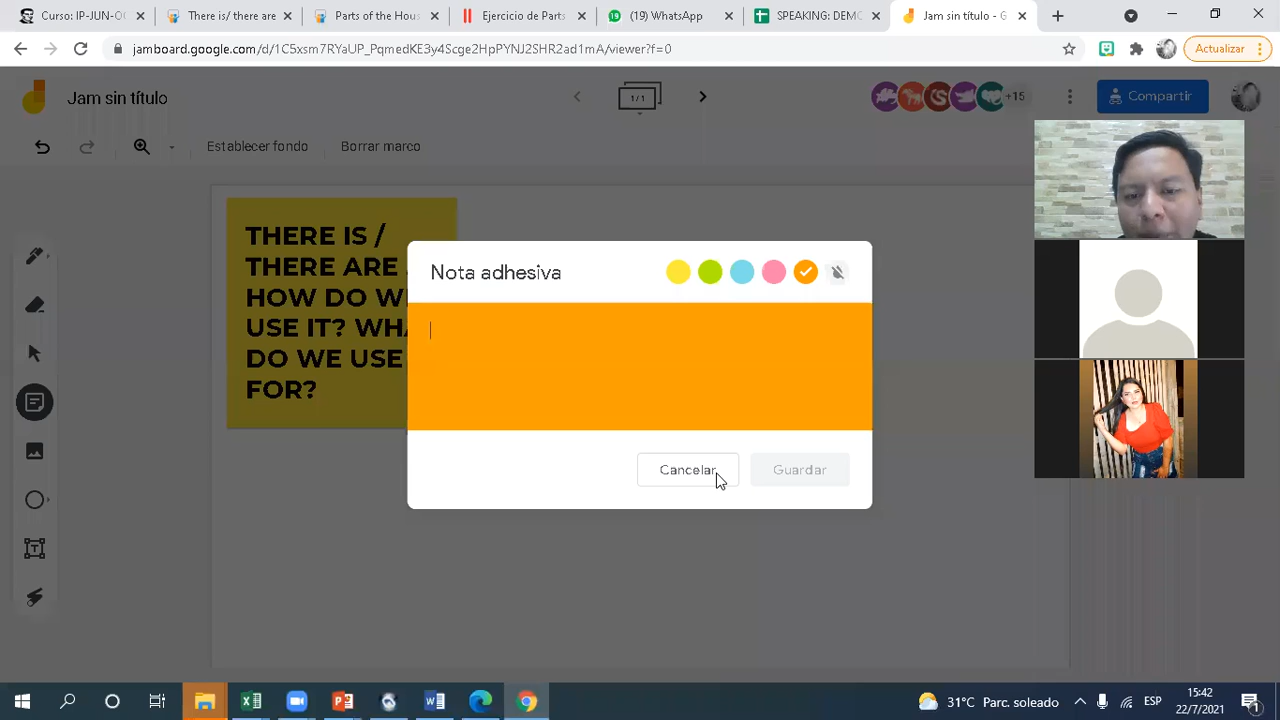 Curso: IP-JUN-O
There is/ there are
Parts of the Hous
Ejercicio de Parts
(19) WhatsApp
SPEAKING: DEMO
Jam sin título - G
jamboard.google.com/d/1C5xsm7RYaUP_PqmedKE3y4Scge2HpPYNJ2SHR2ad1mA/viewer?f=0
Actualizar
Jam sin título
1/1
+15
Compartir
Establecer fondo
Borrar marco
THERE IS /
THERE ARE
HOW DO W
USE IT? WHA
DO WE USE
FOR?
Nota adhesiva
Cancelar
Guardar
31°C Parc. soleado
ESP
15:42
22/7/2021